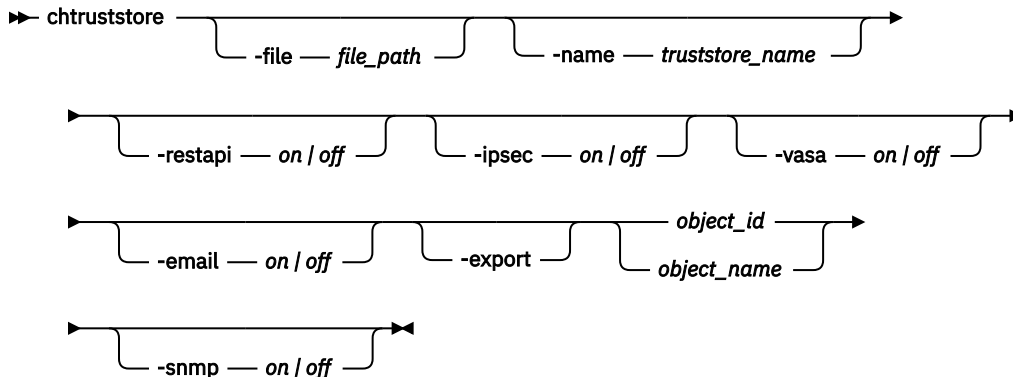 chtruststore
-file file_path -name truststore_name
-restapi on / off -ipsec on / off -vasa on / off
object_id
-email on / off -export object_name
-snmp on / off